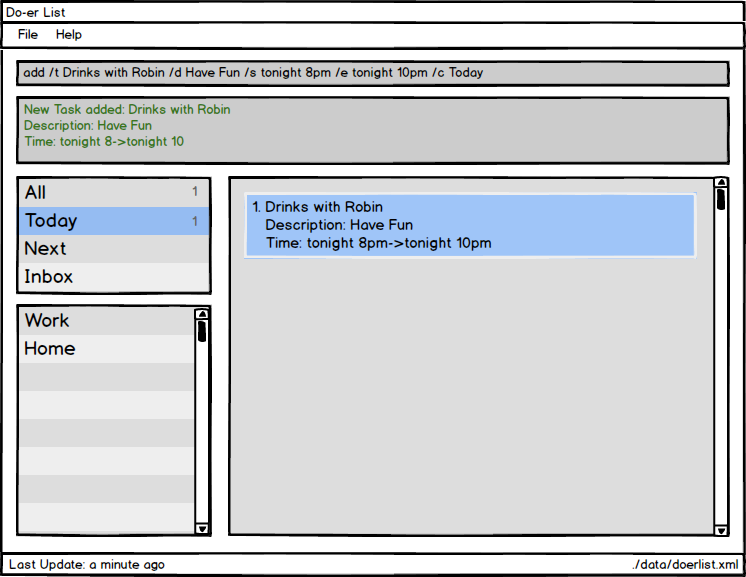 Do-er List
File Help
add /t Drinks with Robin /d Have Fun /s tonight 8pm /e tonight 10pm /c Today
New Task added: Drinks with Robin
Description: Have Fun
Time: tonight 8->tonight 10
All 1
Today 1
Next
Inbox
Work
Home
1. Drinks with Robin
Description: Have Fun
Time: tonight 8pm->tonight 10pm
Last Update: a minute ago
./data/doerlist.xml